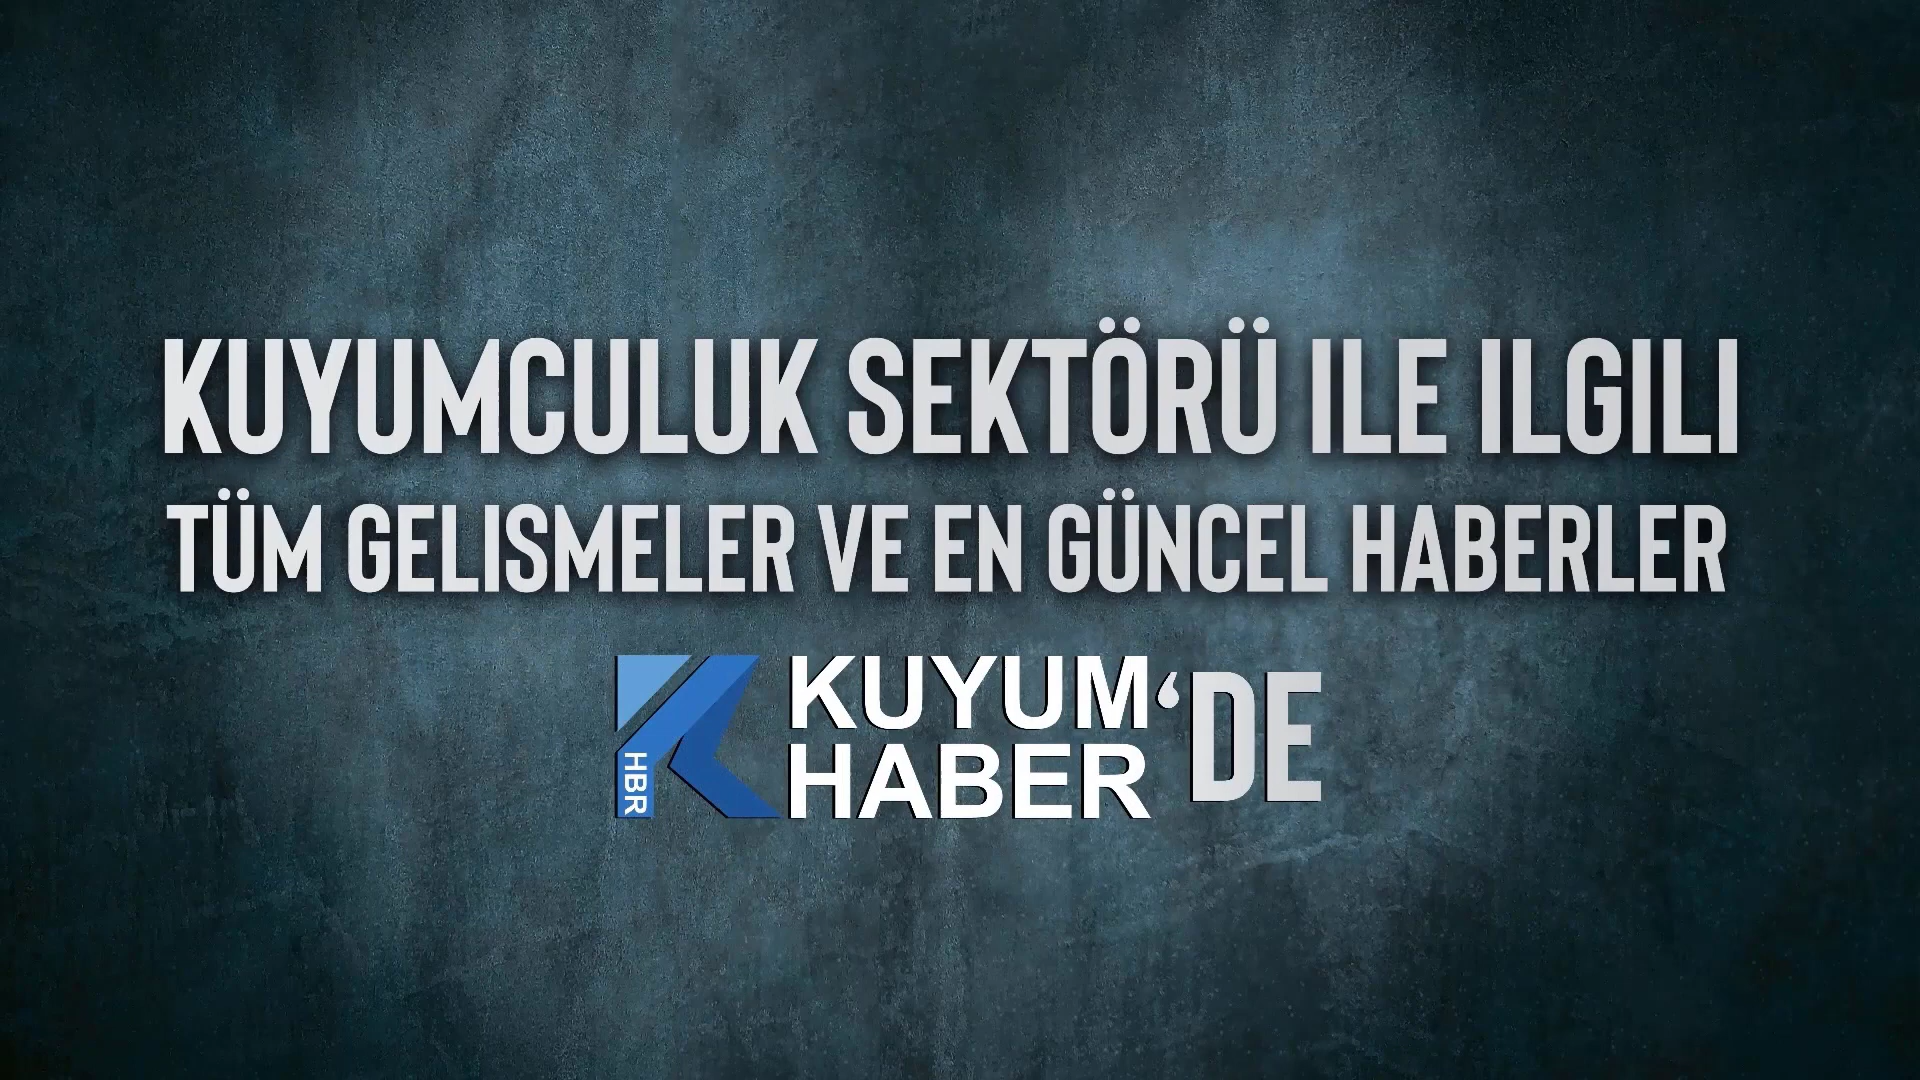 KUYUMCULUK SEKTÖRÜ ILE ILGILI
TÜM GELISMELER VE EN GÜNCEL HABERLER
HBR
KUYUM
HABER
‘DE